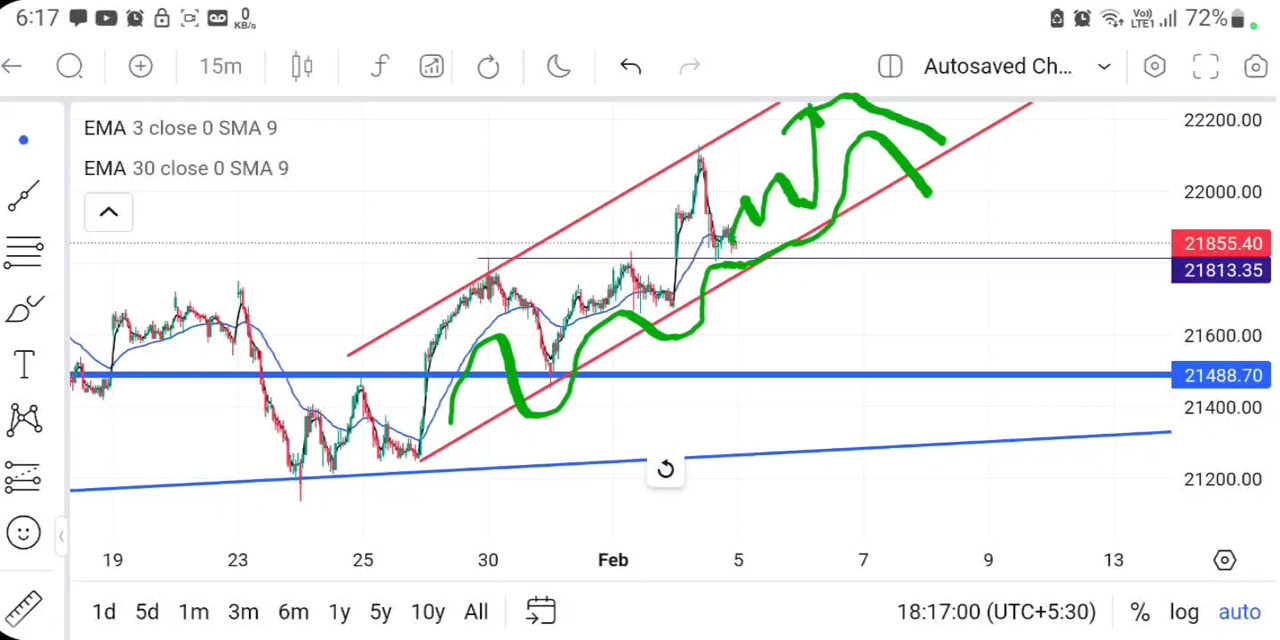 6:17 0 KB/s Vo)) LTE1 72%
15m Autosaved Ch...
EMA 3 close 0 SMA 9
EMA 30 close 0 SMA 9
22200.00
22000.00
21855.40
21813.35
21600.00
21488.70
21400.00
21200.00
T
19 23 25 30 Feb 5 7 9 13
1d 5d 1m 3m 6m 1y 5y 10y All 18:17:00 (UTC+5:30) % log auto